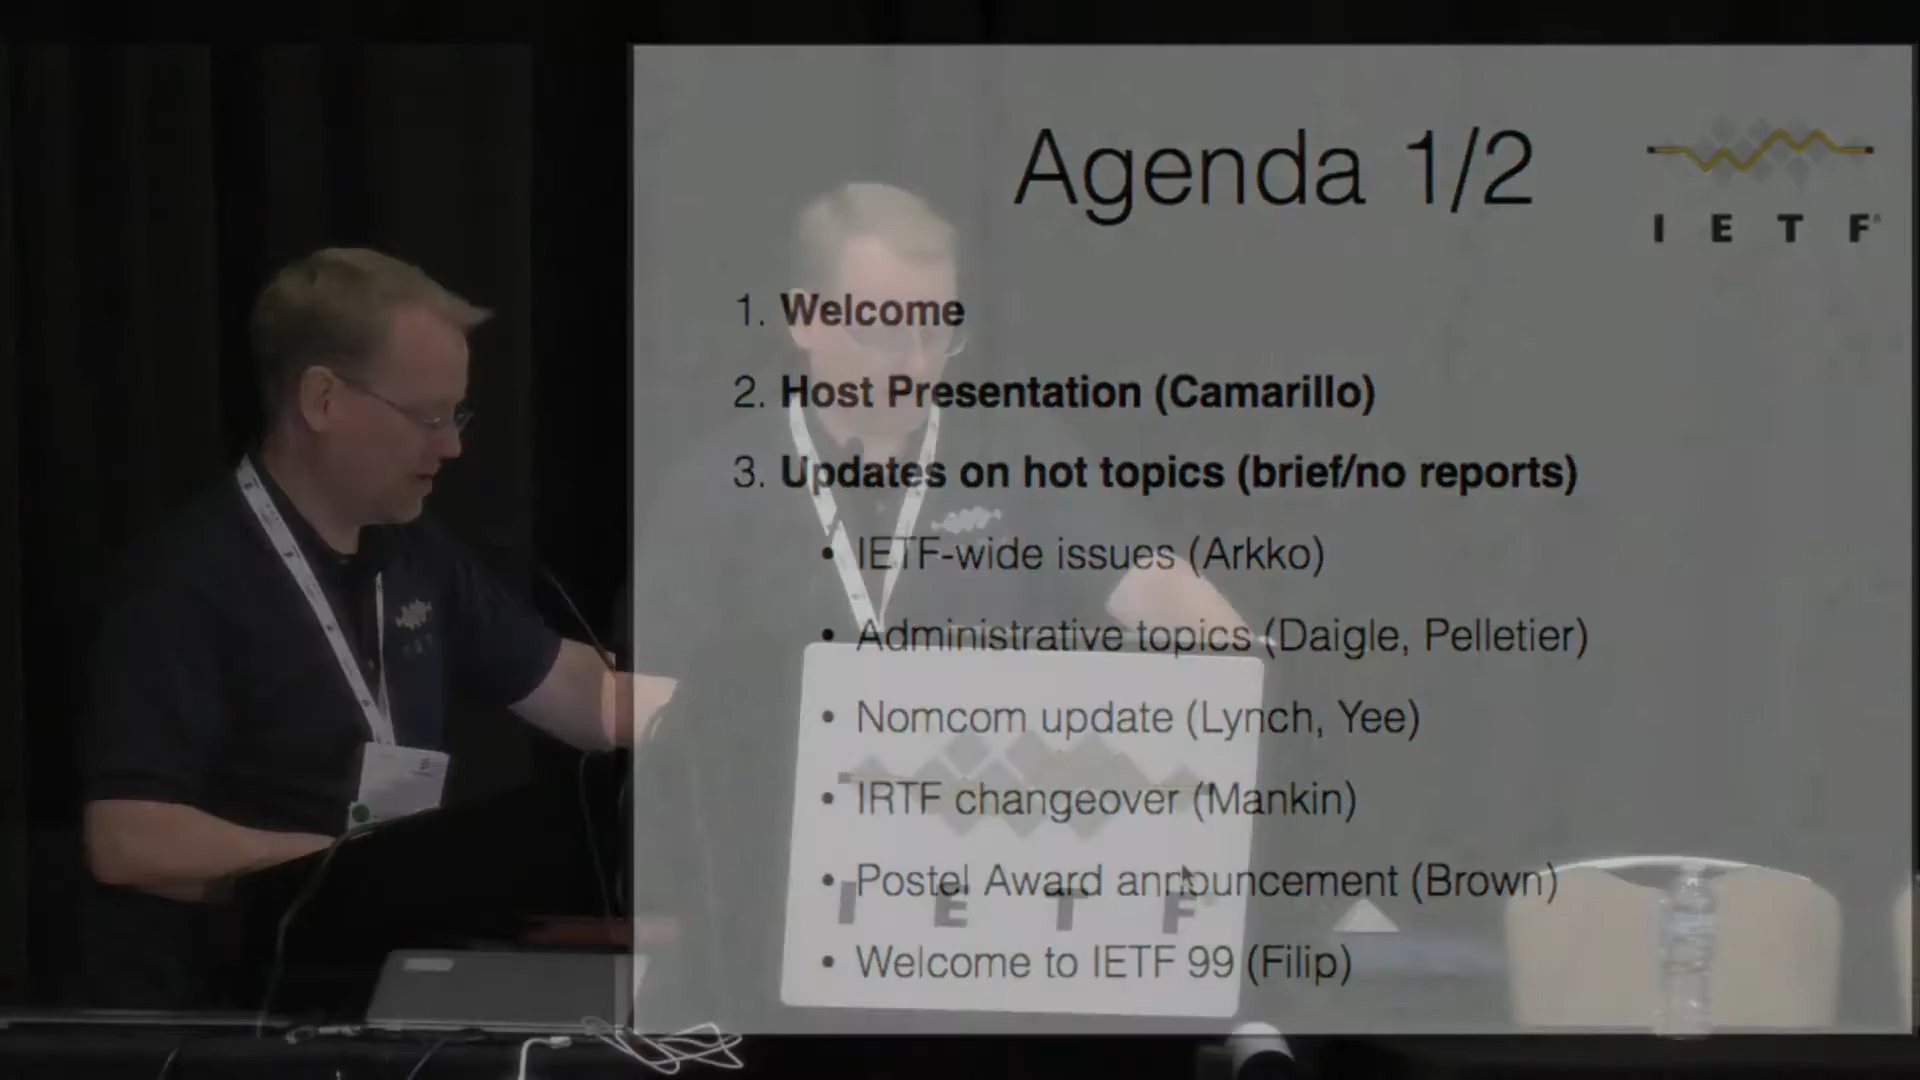 Agenda 1/2
I E T F
1. Welcome
2. Host Presentation (Camarillo)
3. Updates on hot topics (brief/no reports)
• IETF-wide issues (Arkko)
• Administrative topics (Daigle, Pelletier)
• Nomcom update (Lynch, Yee)
• IRTF changeover (Mankin)
• Postel Award announcement (Brown)
I E T F
• Welcome to IETF 99 (Filip)